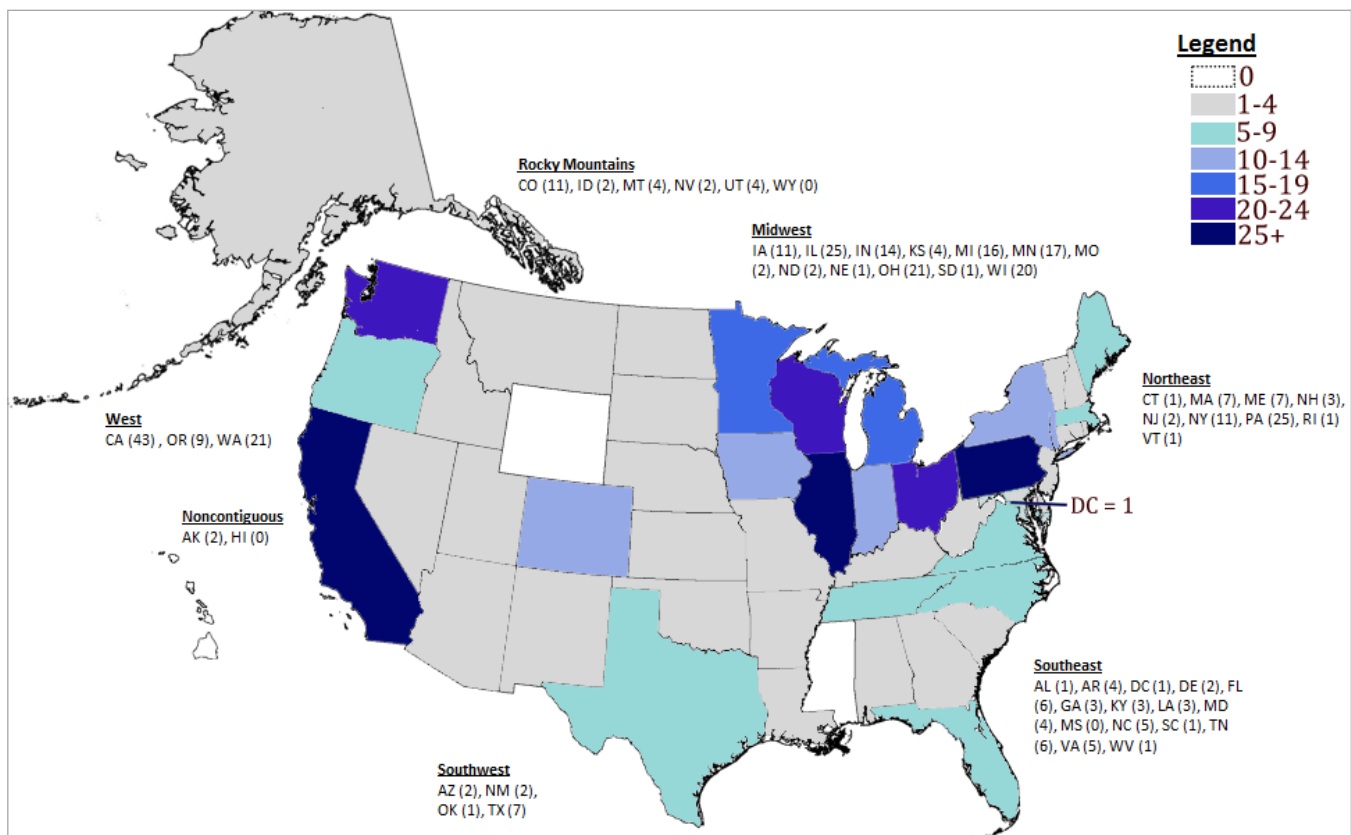 Legend
0
1-4
5-9
10-14
15-19
20-24
25+
Rocky Mountains
CO (11), ID (2), MT (4), NV (2), UT (4), WY (0)
Midwest
IA (11), IL (25), IN (14), KS (4), MI (16), MN (17), MO
(2), ND (2), NE (1), OH (21), SD (1), WI (20)
Northeast
CT (1), MA (7), ME (7), NH (3),
NJ (2), NY (11), PA (25), RI (1)
VT (1)
West
CA (43) , OR (9), WA (21)
DC = 1
Noncontiguous
AK (2), HI (0)
Southeast
AL (1), AR (4), DC (1), DE (2), FL
(6), GA (3), KY (3), LA (3), MD
(4), MS (0), NC (5), SC (1), TN
(6), VA (5), WV (1)
Southwest
AZ (2), NM (2),
OK (1), TX (7)